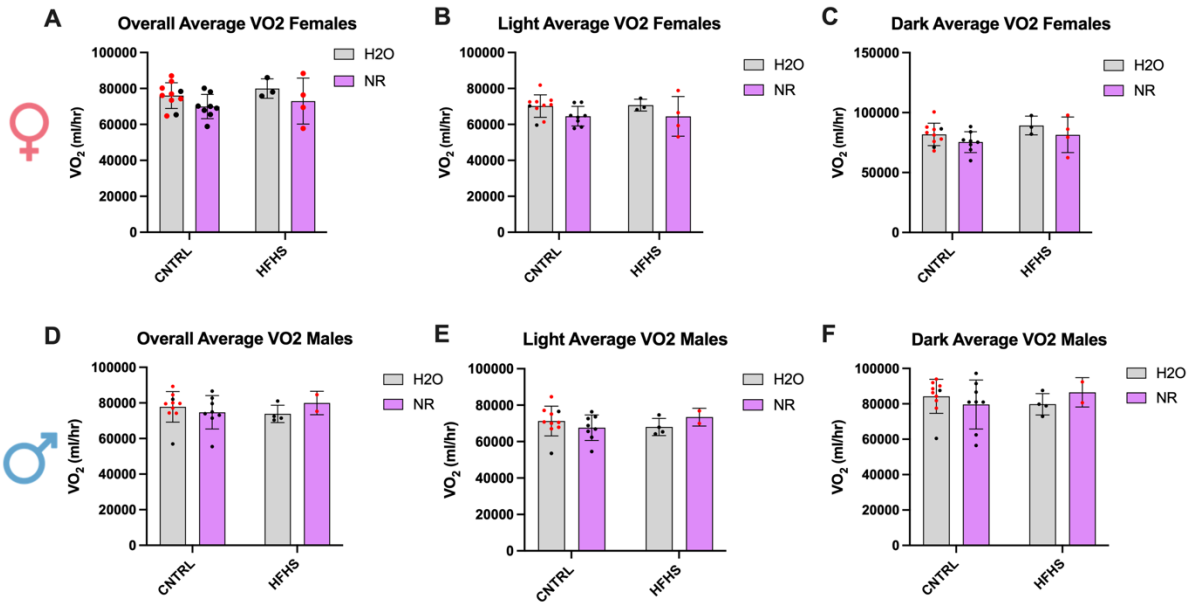 A
Overall Average VO2 Females
VO2 (ml/hr)
100000
80000
60000
40000
20000
0
CNTRL
HFHS
H2O
NR
B
Light Average VO2 Females
VO2 (ml/hr)
100000
80000
60000
40000
20000
0
CNTRL
HFHS
H2O
NR
C
Dark Average VO2 Females
VO2 (ml/hr)
150000
100000
50000
0
CNTRL
HFHS
H2O
NR
D
Overall Average VO2 Males
VO2 (ml/hr)
100000
80000
60000
40000
20000
0
CNTRL
HFHS
H2O
NR
E
Light Average VO2 Males
VO2 (ml/hr)
100000
80000
60000
40000
20000
0
CNTRL
HFHS
H2O
NR
F
Dark Average VO2 Males
VO2 (ml/hr)
100000
80000
60000
40000
20000
0
CNTRL
HFHS
H2O
NR